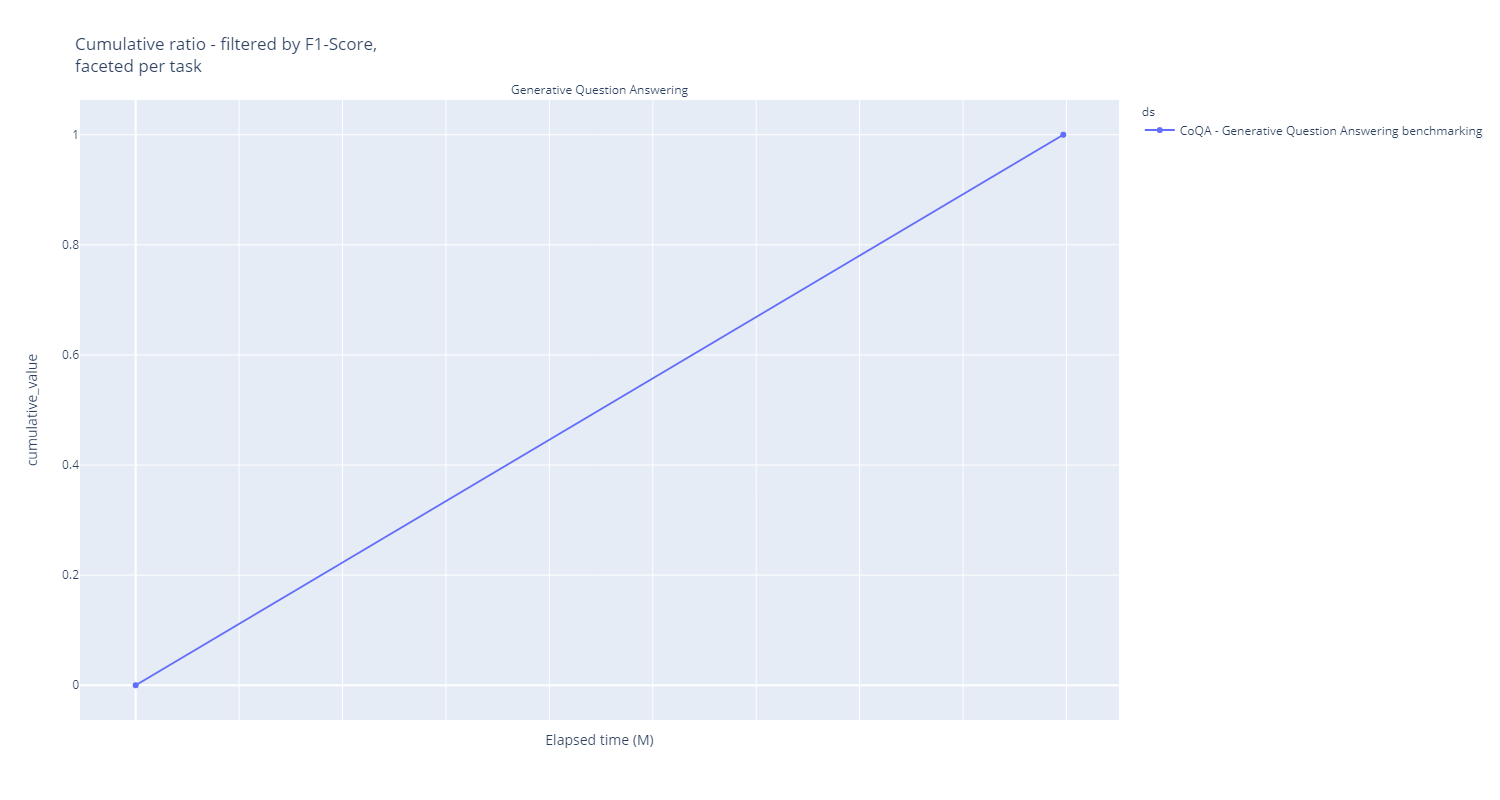 Cumulative ratio - filtered by F1-Score,
faceted per task
Generative Question Answering
ds
CoQA - Generative Question Answering benchmarking
1
0.8
0.6
0.4
0.2
0
cumulative_value
Elapsed time (M)